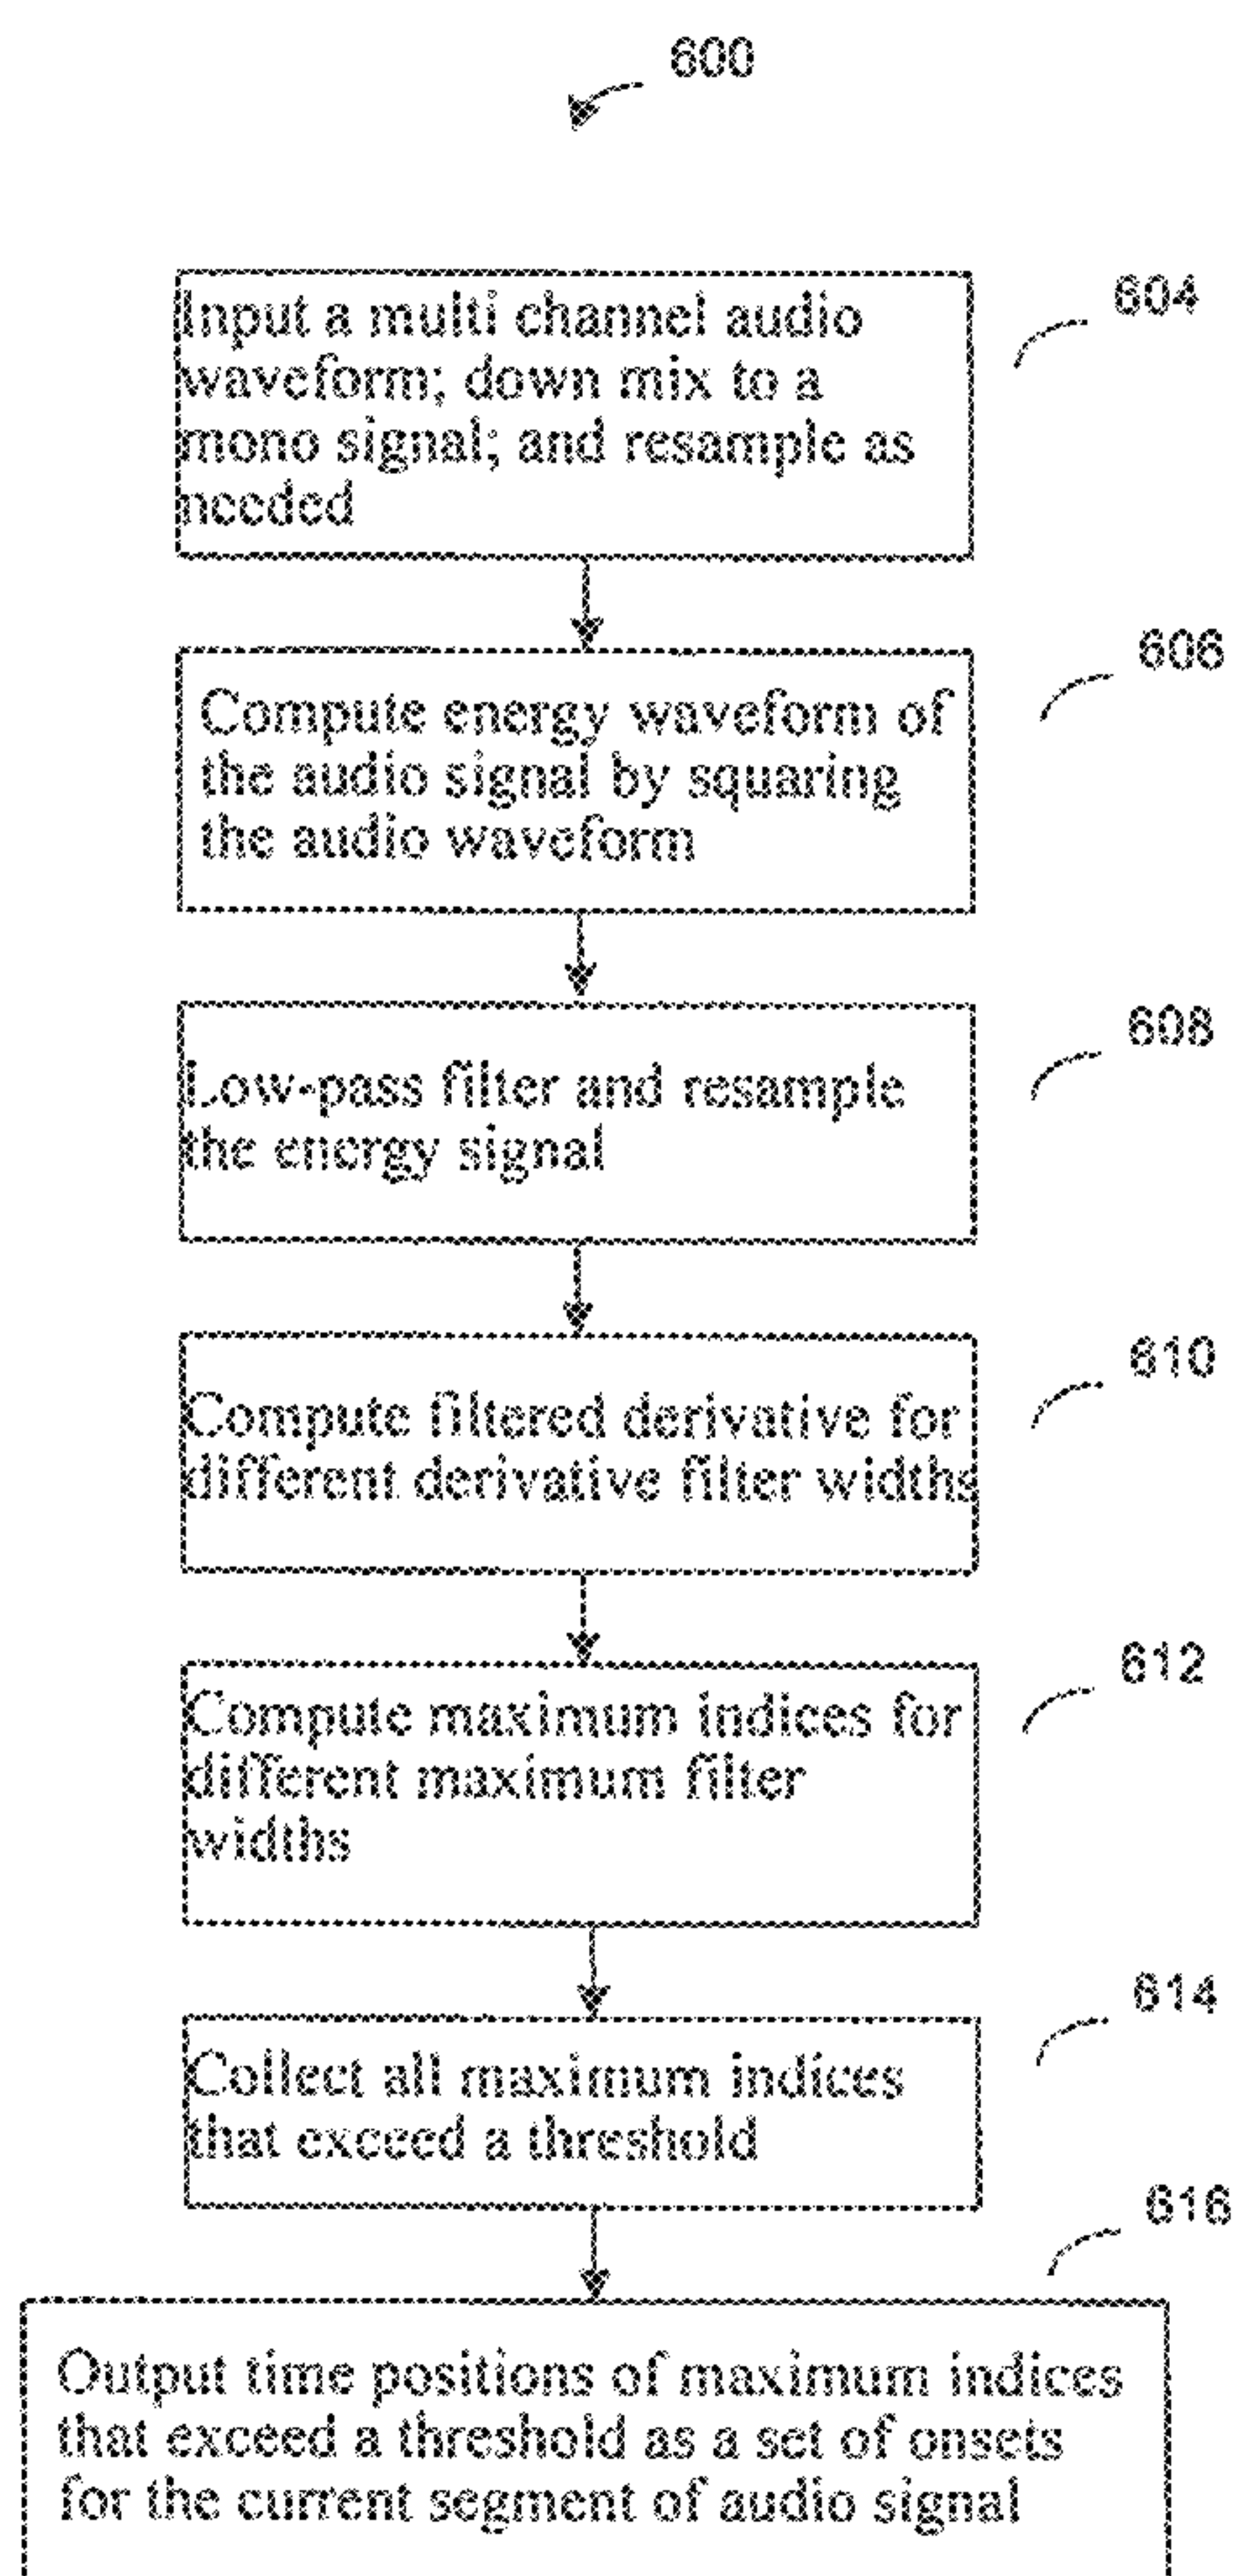 600
604
Input a multi channel audio
waveform; down mix to a
mono signal; and resample as
needed
606
Compute energy waveform of
the audio signal by squaring
the audio waveform
608
Low-pass filter and resample
the energy signal
610
Compute filtered derivative for
different derivative filter widths
612
Compute maximum indices for
different maximum filter
widths
614
Collect all maximum indices
that exceed a threshold
616
Output time positions of maximum indices
that exceed a threshold as a set of onsets
for the current segment of audio signal